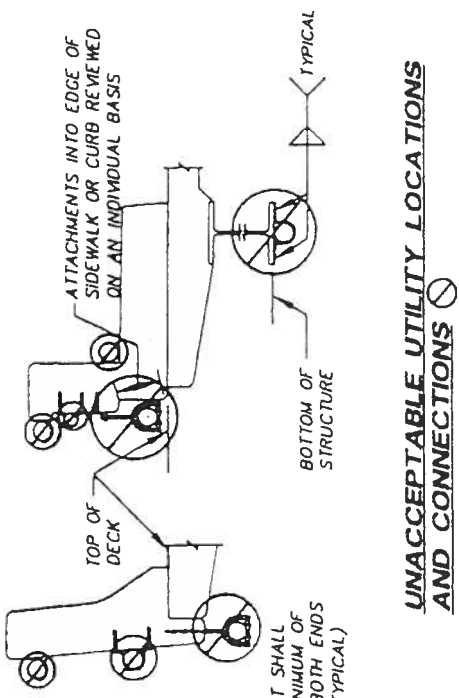 ATTACHMENTS INTO EDGE OF
SIDEWALK OR CURB REVIEWED
ON AN INDIVIDUAL BASIS
TOP OF
DECK
TYPICAL
BOTTOM OF
STRUCTURE
T SHALL
NIMUM OF
BOTH ENDS
TYPICAL)
UNACCEPTABLE UTILITY LOCATIONS
AND CONNECTIONS